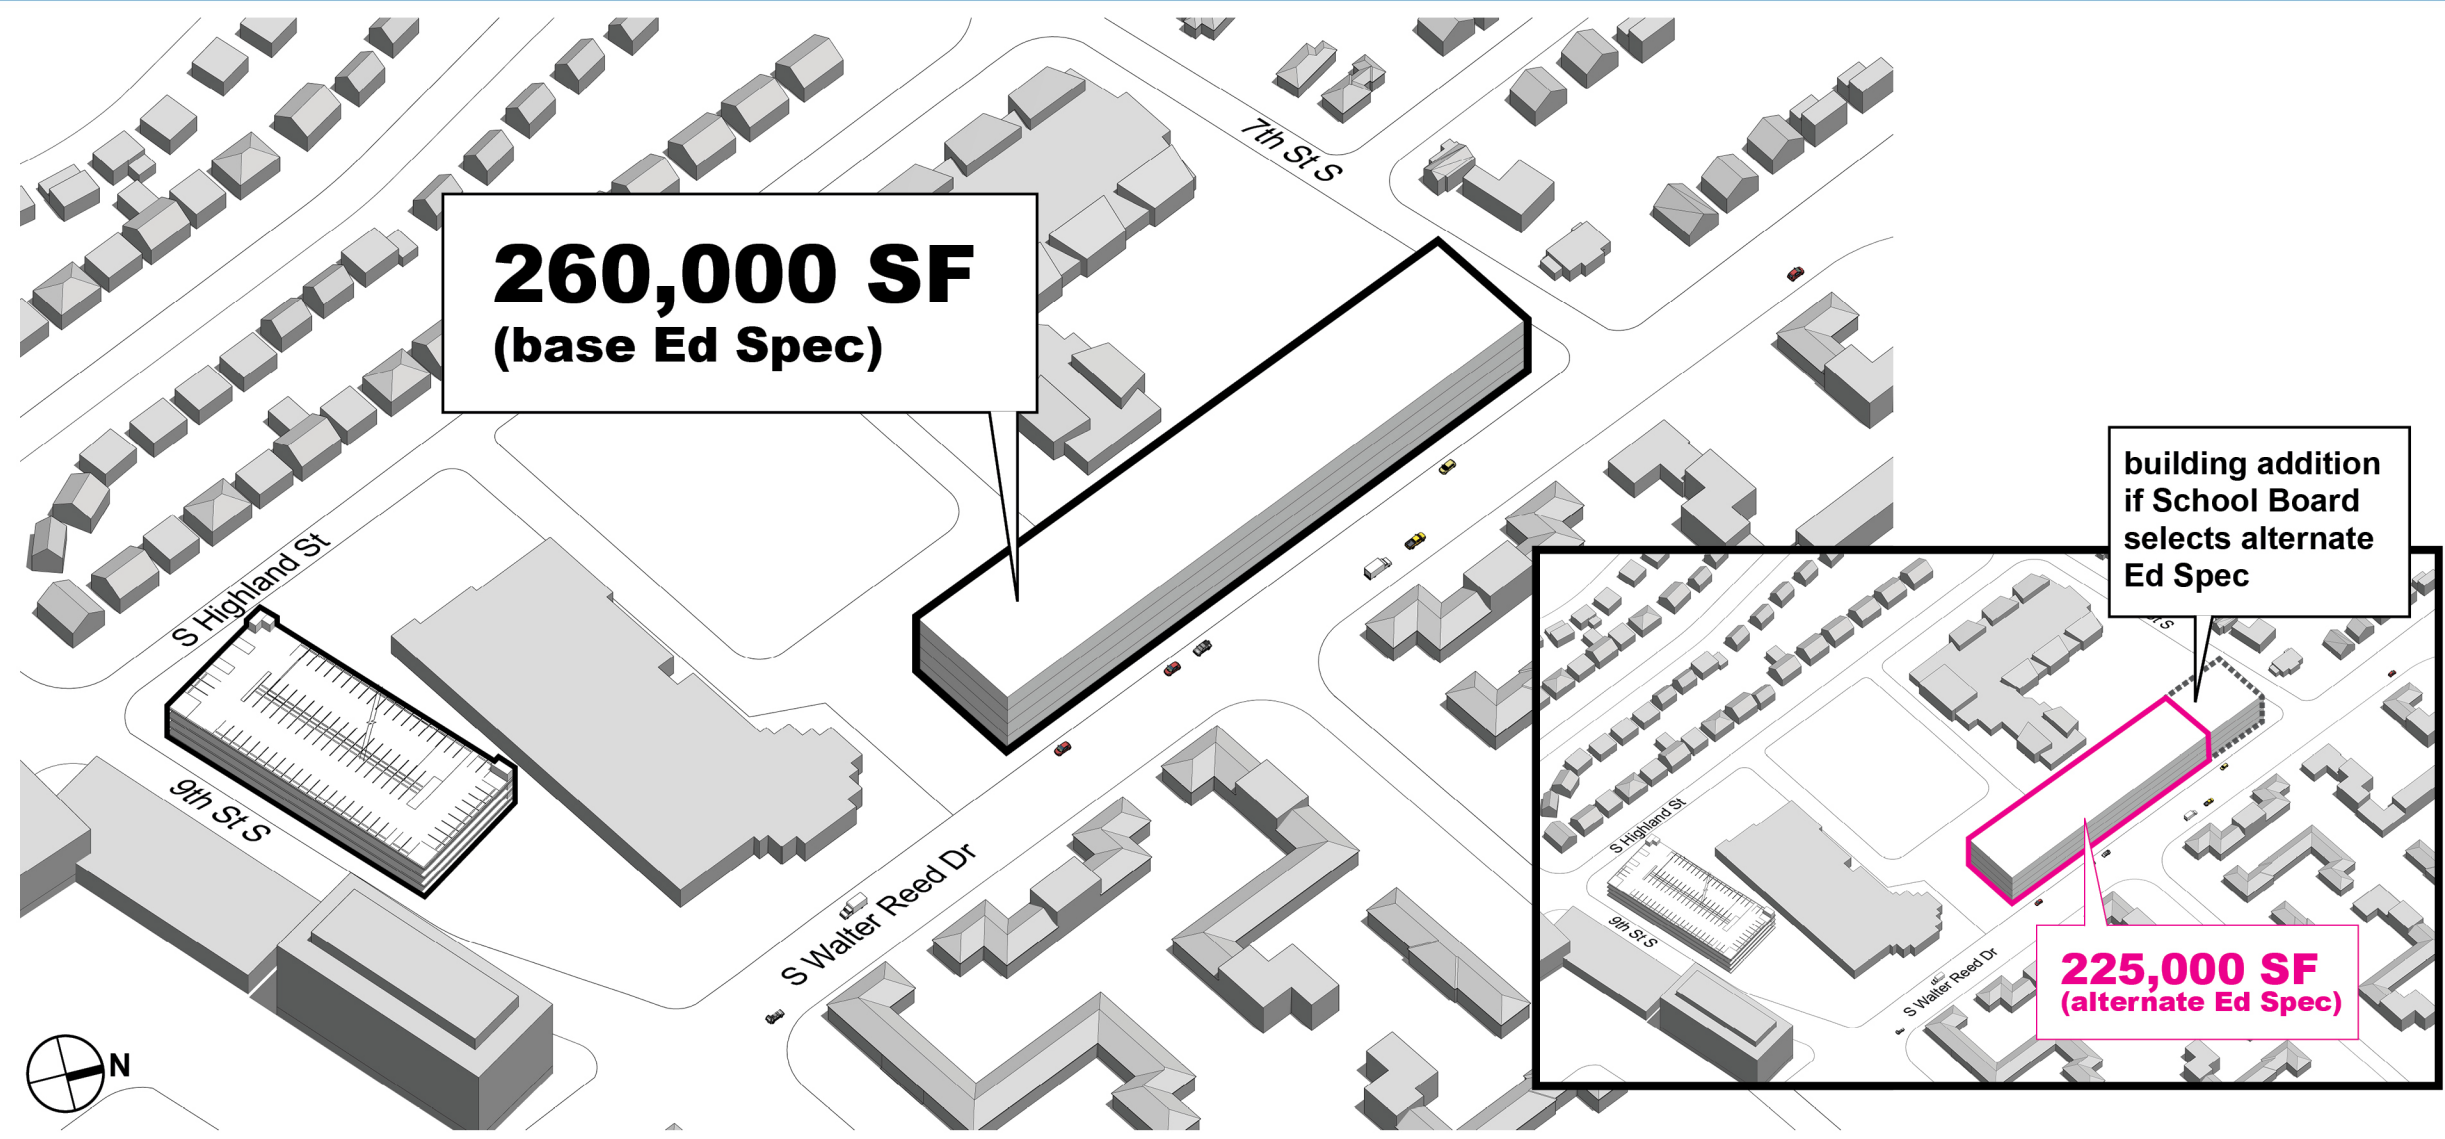 7th St S
260,000 SF
(base Ed Spec)
S Highland St
9th St S
S Walter Reed Dr
N
building addition
if School Board
selects alternate
Ed Spec
St S
S Highland St
9th St S
S Walter Reed Dr
225,000 SF
(alternate Ed Spec)